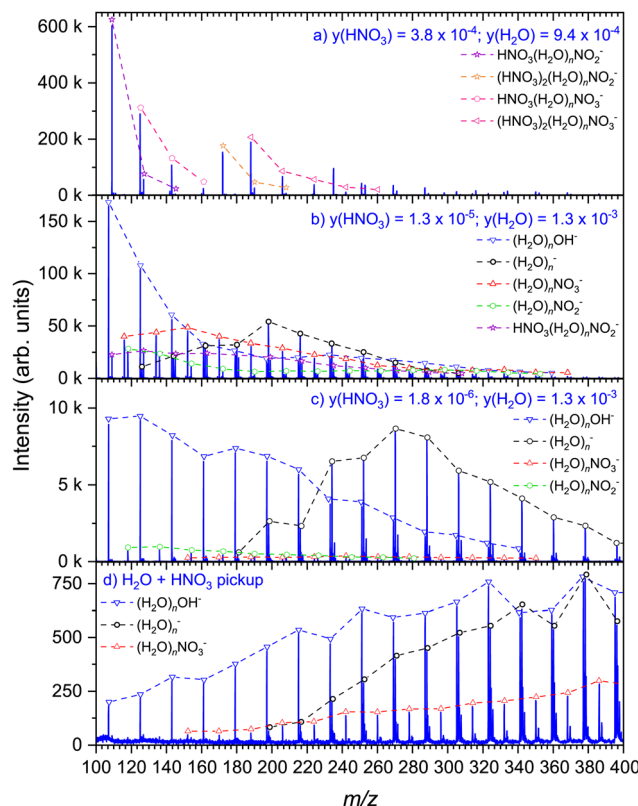 Intensity (arb. units)
600 k
400 k
200 k
0 k
a) y(HNO₃) = 3.8 x 10⁻⁴; y(H₂O) = 9.4 x 10⁻⁴
HNO₃(H₂O)ₙNO₂⁻
(HNO₃)₂(H₂O)ₙNO₂⁻
HNO₃(H₂O)ₙNO₃⁻
(HNO₃)₂(H₂O)ₙNO₃⁻
150 k
100 k
50 k
0 k
b) y(HNO₃) = 1.3 x 10⁻⁵; y(H₂O) = 1.3 x 10⁻³
(H₂O)ₙOH⁻
(H₂O)ₙ⁻
(H₂O)ₙNO₃⁻
(H₂O)ₙNO₂⁻
HNO₃(H₂O)ₙNO₂⁻
10 k
5 k
0 k
c) y(HNO₃) = 1.8 x 10⁻⁶; y(H₂O) = 1.3 x 10⁻³
(H₂O)ₙOH⁻
(H₂O)ₙ⁻
(H₂O)ₙNO₃⁻
(H₂O)ₙNO₂⁻
750
500
250
0
d) H₂O + HNO₃ pickup
(H₂O)ₙOH⁻
(H₂O)ₙ⁻
(H₂O)ₙNO₃⁻
100 120 140 160 180 200 220 240 260 280 300 320 340 360 380 400
m/z